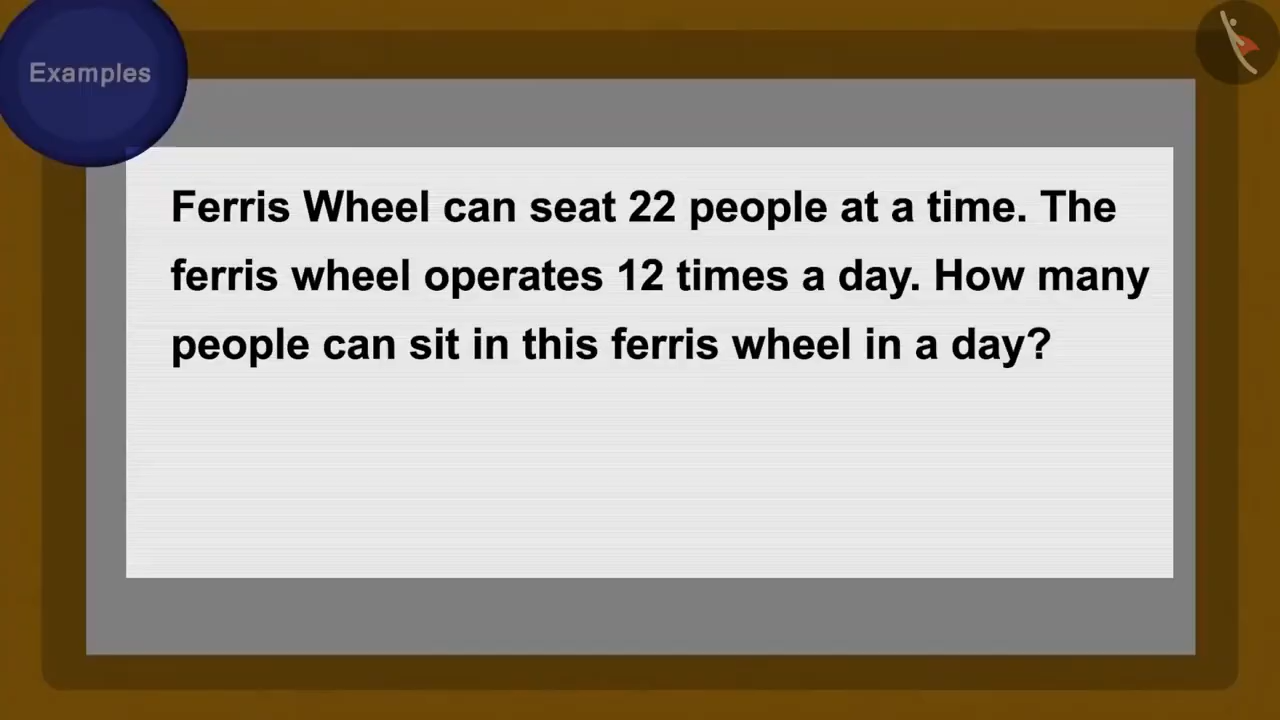 Examples
Ferris Wheel can seat 22 people at a time. The
ferris wheel operates 12 times a day. How many
people can sit in this ferris wheel in a day?